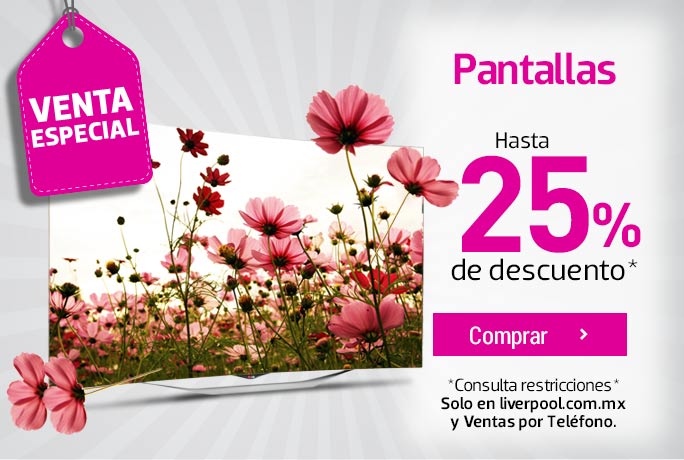 VENTA
ESPECIAL
Pantallas
Hasta
25%
de descuento*
Comprar >
*Consulta restricciones*
Solo en liverpool.com.mx
y Ventas por Teléfono.